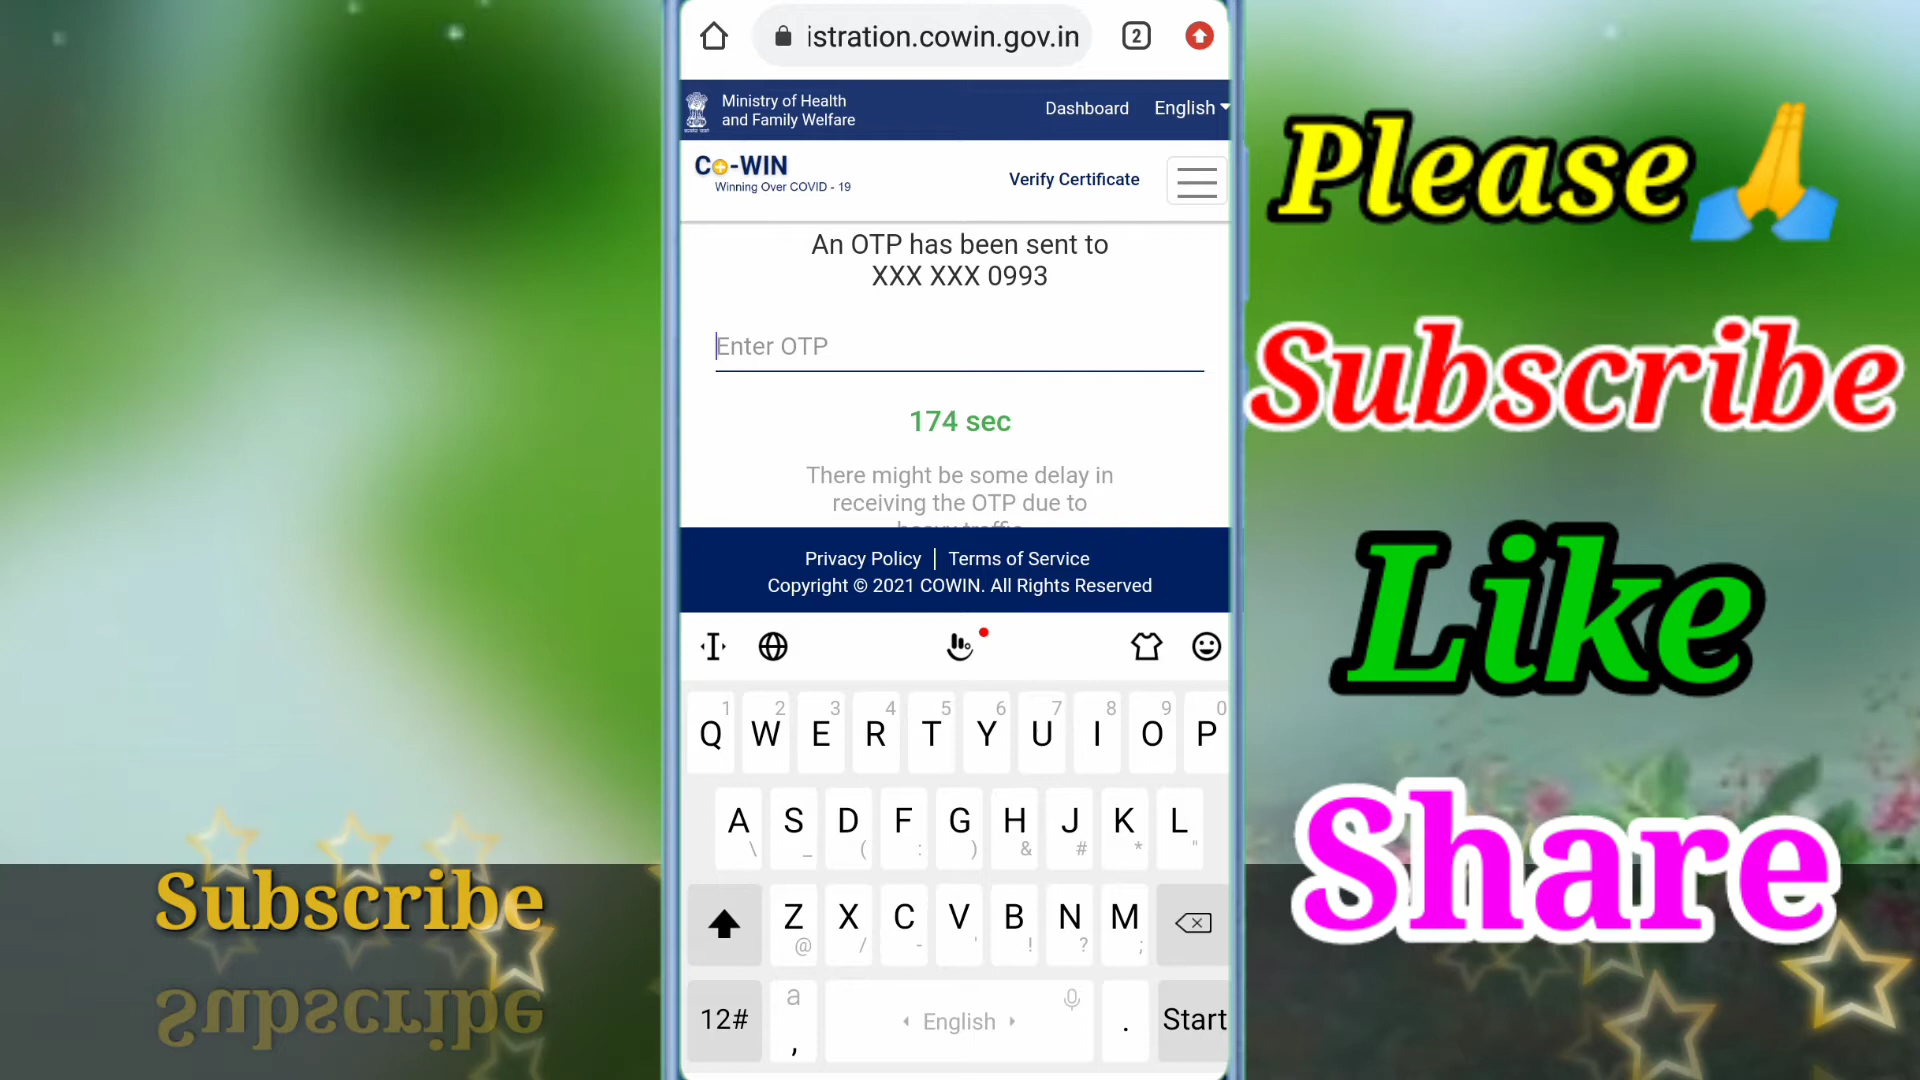 istration.cowin.gov.in
2
Ministry of Health
and Family Welfare
Dashboard
English
Co-WIN
Winning Over COVID - 19
Verify Certificate
An OTP has been sent to
XXX XXX 0993
Enter OTP
174 sec
There might be some delay in
receiving the OTP due to
heavy traffic
Privacy Policy | Terms of Service
Copyright © 2021 COWIN. All Rights Reserved
1 2 3 4 5 6 7 8 9 0
Q W E R T Y U I O P
A S D F G H J K L
\ _ ( : ) & # * "
Z X C V B N M
@ / - ' ! ? ;
12# a , English . Start
Please
Subscribe
Like
Share
Subscribe